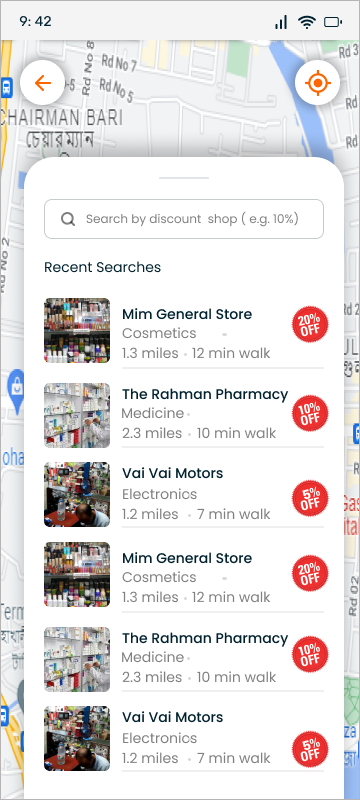 9: 42
Rd No 8
Rd No 7
Rd No 5
Rd
CHAIRMAN BARI
চেয়ারম্যান
Search by discount shop ( e.g. 10%)
Recent Searches
Rd No 2
Mim General Store
Cosmetics
1.3 miles • 12 min walk
20% OFF
The Rahman Pharmacy
Medicine
2.3 miles • 10 min walk
10% OFF
Vai Vai Motors
Electronics
1.2 miles • 7 min walk
5% OFF
Mim General Store
Cosmetics
1.3 miles • 12 min walk
20% OFF
Rd 02
The Rahman Pharmacy
Medicine
2.3 miles • 10 min walk
10% OFF
Vai Vai Motors
Electronics
1.2 miles • 7 min walk
5% OFF